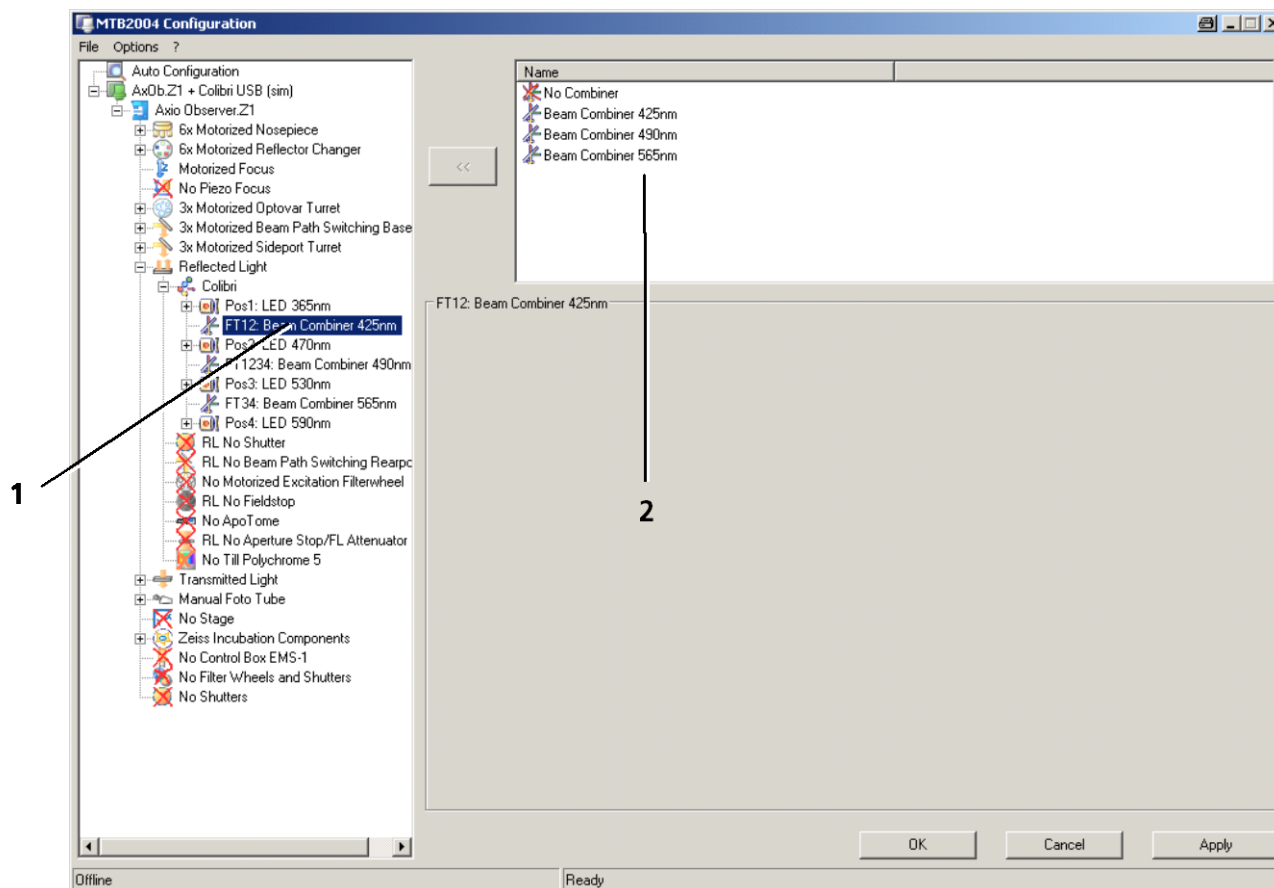 MTB2004 Configuration
File Options ?
Auto Configuration
AxOb.Z1 + Colibri USB (sim)
Axio Observer.Z1
6x Motorized Nosepiece
6x Motorized Reflector Changer
Motorized Focus
No Piezo Focus
3x Motorized Optovar Turret
3x Motorized Beam Path Switching Base
3x Motorized Sideport Turret
Reflected Light
Colibri
Pos1: LED 365nm
FT12: Beam Combiner 425nm
Pos2: LED 470nm
FT1234: Beam Combiner 490nm
Pos3: LED 530nm
FT34: Beam Combiner 565nm
Pos4: LED 590nm
RL No Shutter
RL No Beam Path Switching Rearpo
No Motorized Excitation Filterwheel
RL No Fieldstop
No ApoTome
RL No Aperture Stop/FL Attenuator
No Till Polychrome 5
Transmitted Light
Manual Foto Tube
No Stage
Zeiss Incubation Components
No Control Box EMS-1
No Filter Wheels and Shutters
No Shutters
<<
Name
No Combiner
Beam Combiner 425nm
Beam Combiner 490nm
Beam Combiner 565nm
FT12: Beam Combiner 425nm
1
2
OK Cancel Apply
Offline Ready